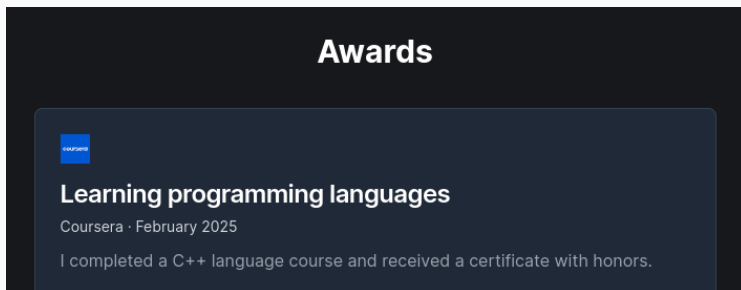 Awards
coursera
Learning programming languages
Coursera · February 2025
I completed a C++ language course and received a certificate with honors.